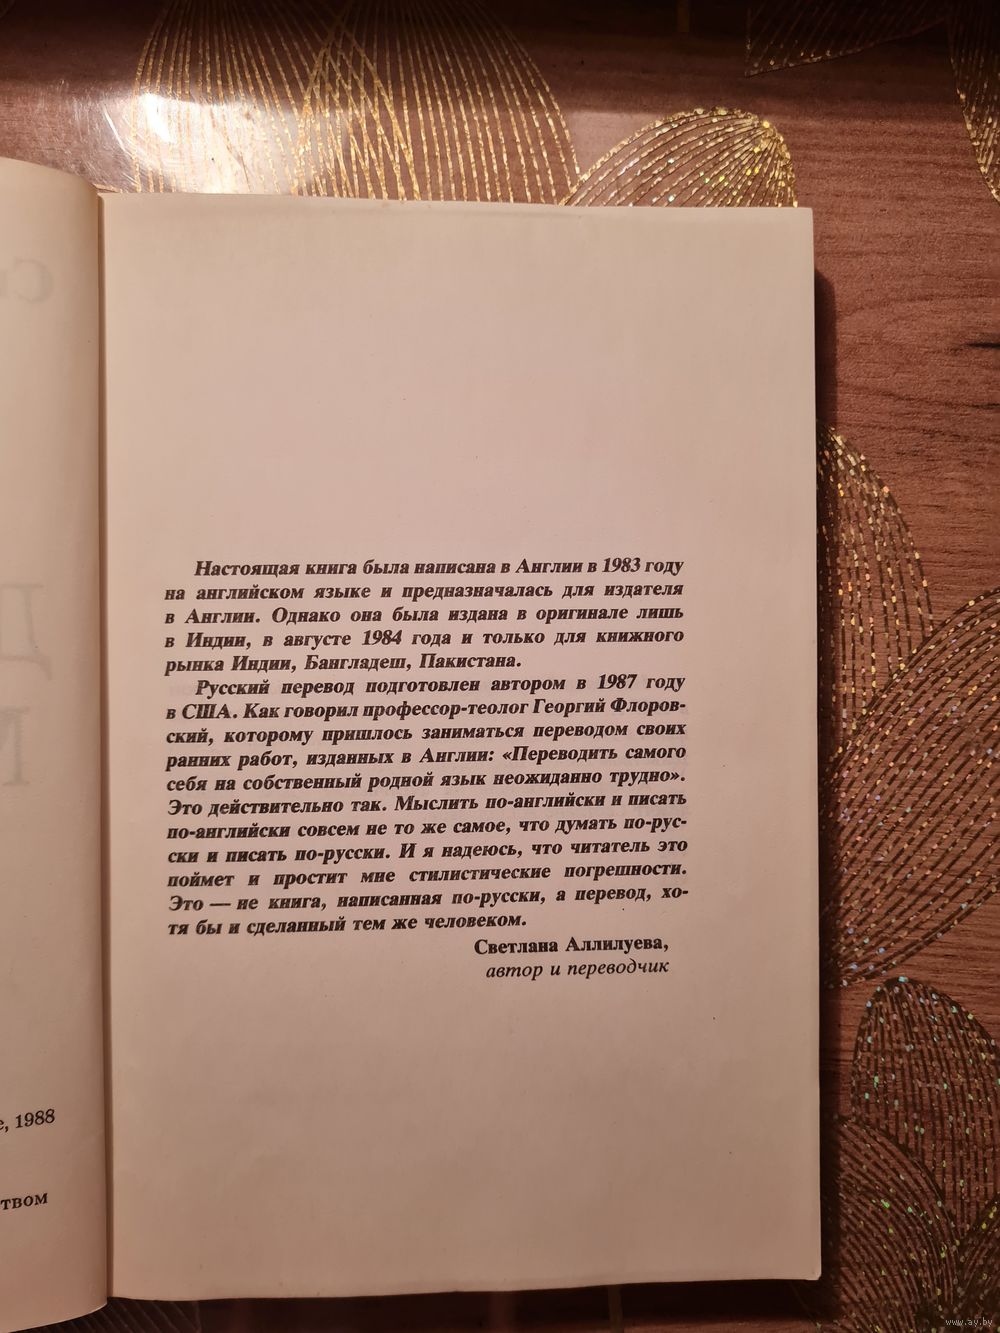 Настоящая книга была написана в Англии в 1983 году
на английском языке и предназначалась для издателя
в Англии. Однако она была издана в оригинале лишь
в Индии, в августе 1984 года и только для книжного
рынка Индии, Бангладеш, Пакистана.
Русский перевод подготовлен автором в 1987 году
в США. Как говорил профессор-теолог Георгий Флоров-
ский, которому пришлось заниматься переводом своих
ранних работ, изданных в Англии: «Переводить самого
себя на собственный родной язык неожиданно трудно».
Это действительно так. Мыслить по-английски и писать
по-английски совсем не то же самое, что думать по-рус-
ски и писать по-русски. И я надеюсь, что читатель это
поймет и простит мне стилистические погрешности.
Это — не книга, написанная по-русски, а перевод, хо-
тя бы и сделанный тем же человеком.
Светлана Аллилуева,
автор и переводчик
е, 1988
твом
www.ay.by